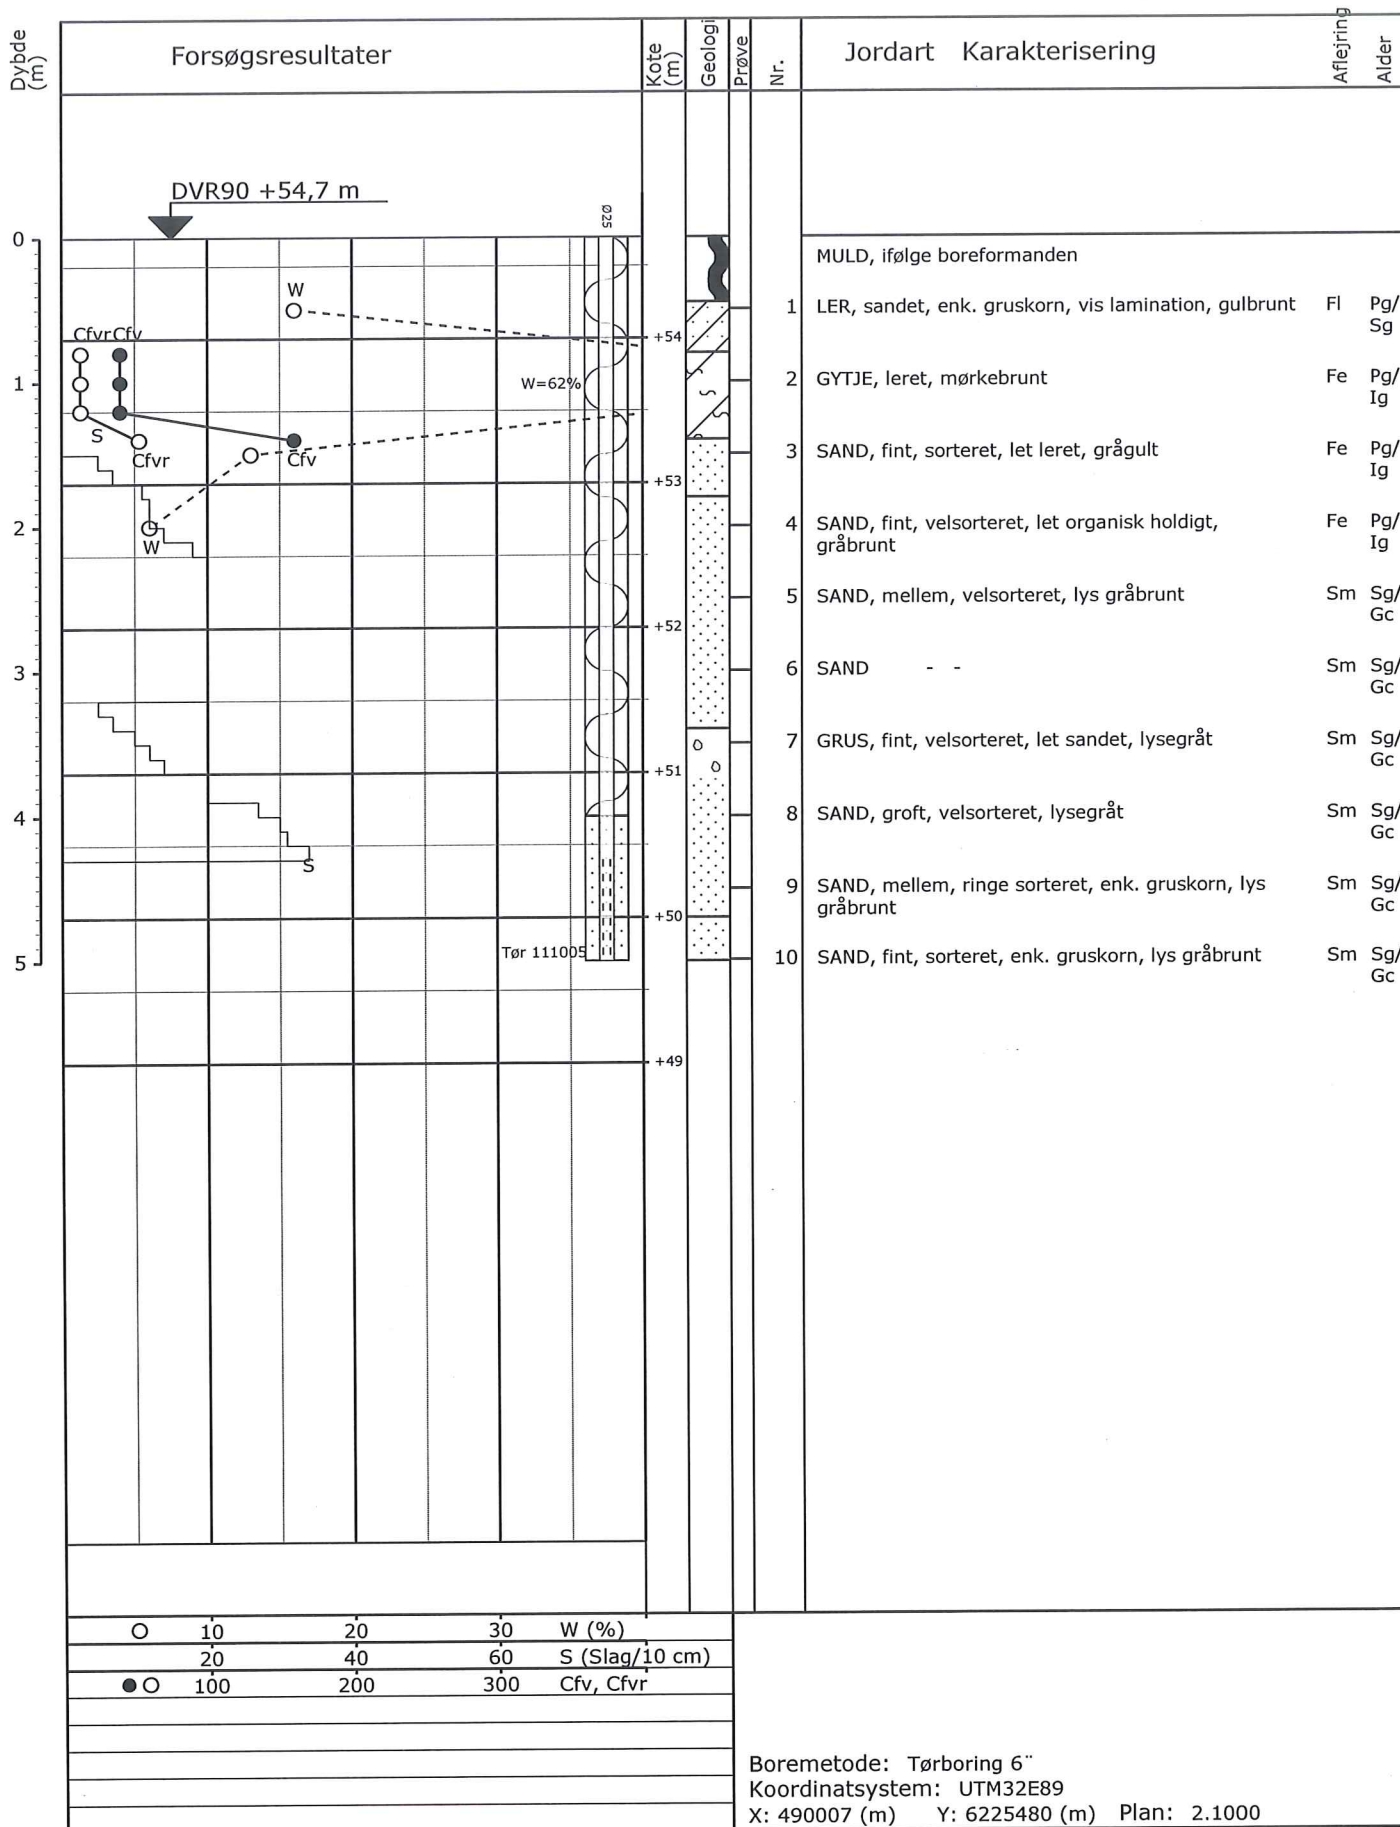 Dybde (m)
Forsøgsresultater
Kote (m)
Geologi
Prøve
Nr.
Jordart Karakterisering
Aflejring
Alder
DVR90 +54,7 m
Ø25
0
MULD, ifølge boreformanden
W
1 LER, sandet, enk. gruskorn, vis lamination, gulbrunt Fl Pg/
Sg
Cfvr Cfv
+54
1
W=62%
2 GYTJE, leret, mørkebrunt Fe Pg/
Ig
S
Cfvr
Cfv
3 SAND, fint, sorteret, let leret, grågult Fe Pg/
Ig
+53
2
W
4 SAND, fint, velsorteret, let organisk holdigt, Fe Pg/
gråbrunt Ig
5 SAND, mellem, velsorteret, lys gråbrunt Sm Sg/
Gc
+52
3
6 SAND - - Sm Sg/
Gc
7 GRUS, fint, velsorteret, let sandet, lysegråt Sm Sg/
Gc
+51
4
8 SAND, groft, velsorteret, lysegråt Sm Sg/
Gc
S
9 SAND, mellem, ringe sorteret, enk. gruskorn, lys Sm Sg/
gråbrunt Gc
+50
Tør 111005
5
10 SAND, fint, sorteret, enk. gruskorn, lys gråbrunt Sm Sg/
Gc
+49
10 20 30 W (%)
20 40 60 S (Slag/10 cm)
100 200 300 Cfv, Cfvr
Boremetode: Tørboring 6¨
Koordinatsystem: UTM32E89
X: 490007 (m) Y: 6225480 (m) Plan: 2.1000